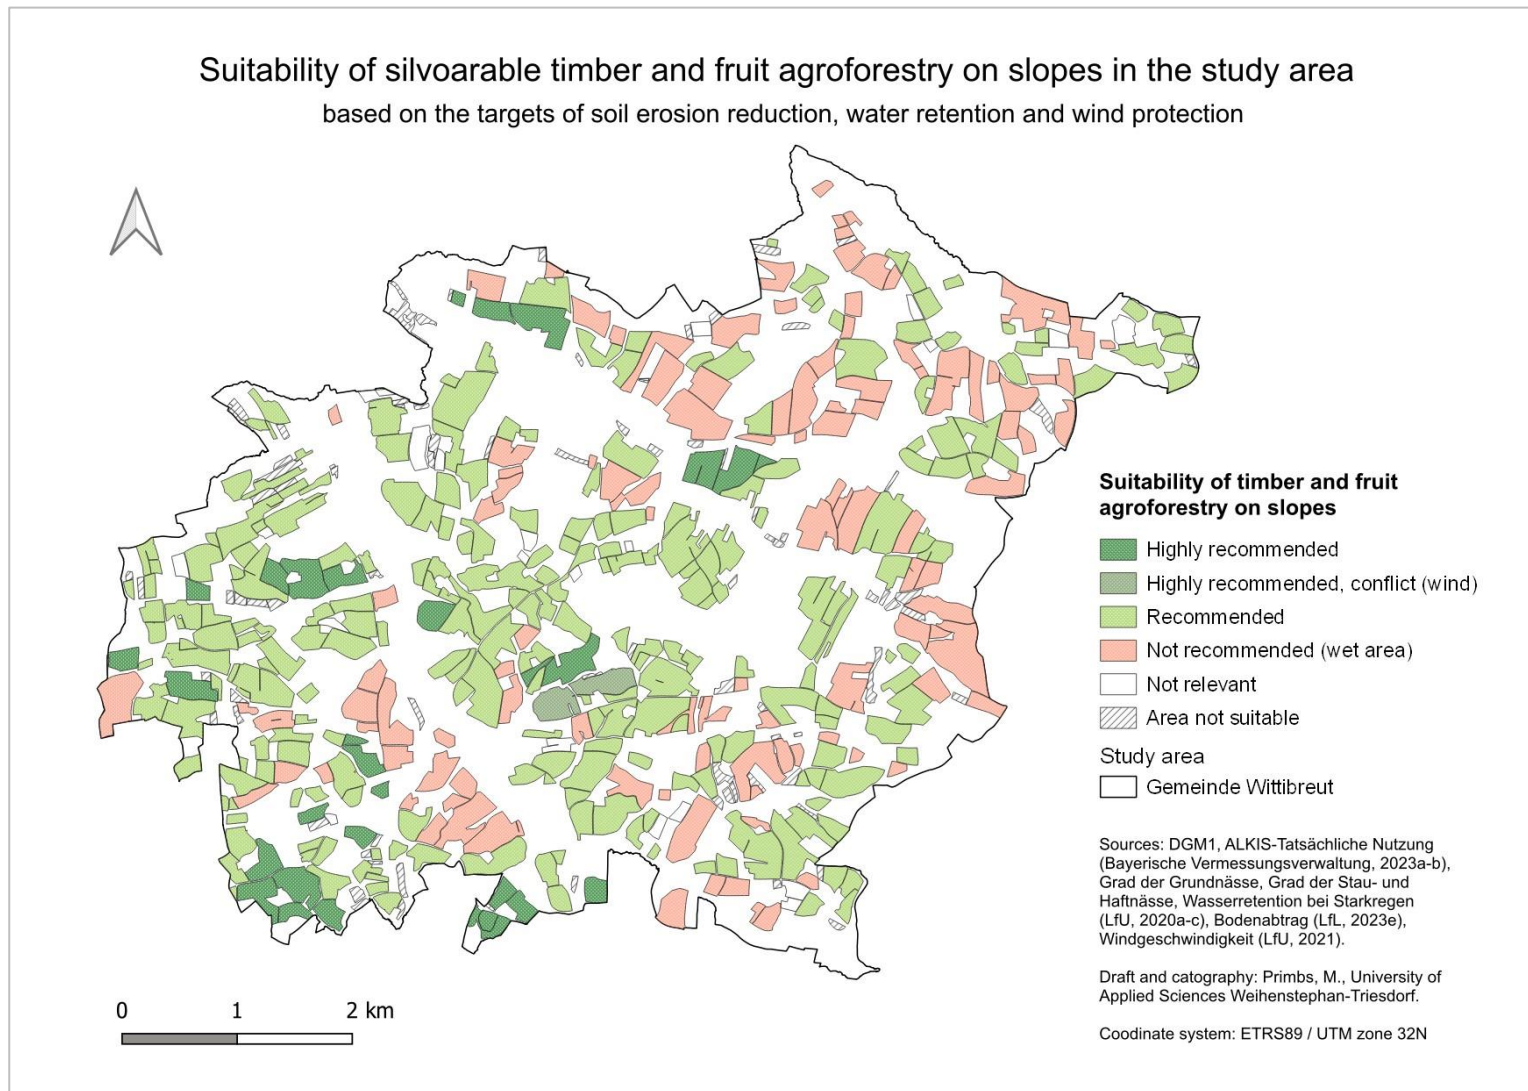 Suitability of silvoarable timber and fruit agroforestry on slopes in the study area
based on the targets of soil erosion reduction, water retention and wind protection
Suitability of timber and fruit
agroforestry on slopes
Highly recommended
Highly recommended, conflict (wind)
Recommended
Not recommended (wet area)
Not relevant
Area not suitable
Study area
Gemeinde Wittibreut
Sources: DGM1, ALKIS-Tatsächliche Nutzung
(Bayerische Vermessungsverwaltung, 2023a-b),
Grad der Grundnässe, Grad der Stau- und
Haftnässe, Wasserretention bei Starkregen
(LfU, 2020a-c), Bodenabtrag (LfL, 2023e),
Windgeschwindigkeit (LfU, 2021).
Draft and catography: Primbs, M., University of
Applied Sciences Weihenstephan-Triesdorf.
Coodinate system: ETRS89 / UTM zone 32N
0 1 2 km